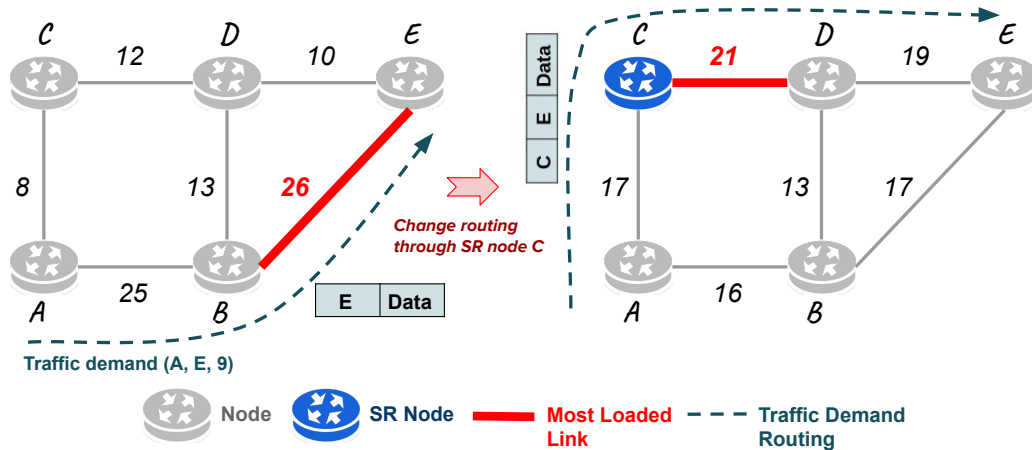 C
D
E
12
10
8
13
26
25
A
B
E Data
Traffic demand (A, E, 9)
Change routing
through SR node C
C E Data
C
D
E
21
19
17
13
17
16
A
B
Node
SR Node
Most Loaded
Link
Traffic Demand
Routing